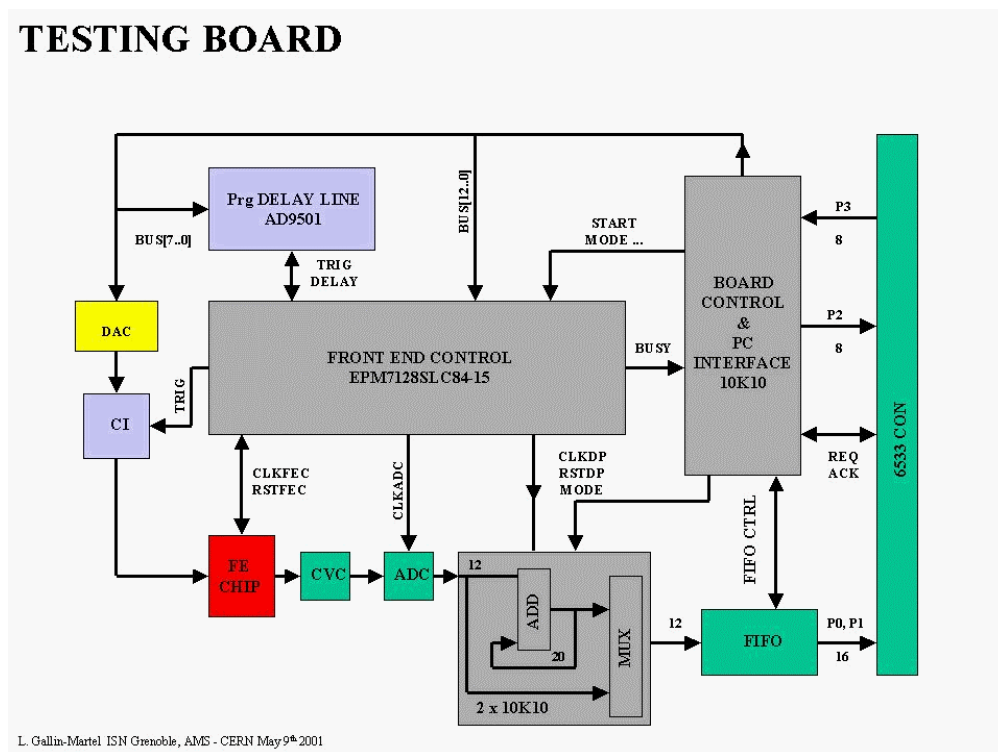 TESTING BOARD
Prg DELAY LINE
AD9501
BUS[7..0]
BUS[12..0]
TRIG
DELAY
START
MODE ...
P3
8
BOARD
CONTROL
&
PC
INTERFACE
10K10
P2
8
DAC
FRONT END CONTROL
EPM7128SLC84-15
BUSY
CI
TRIG
CLKFEC
RSTFEC
CLKADC
CLKDP
RSTDP
MODE
REQ
ACK
6533 CON
FIFO CTRL
FE
CHIP
CVC
ADC
12
ADD
20
MUX
2 x 10K10
12
FIFO
P0, P1
16
L. Gallin-Martel ISN Grenoble, AMS - CERN May 9th 2001